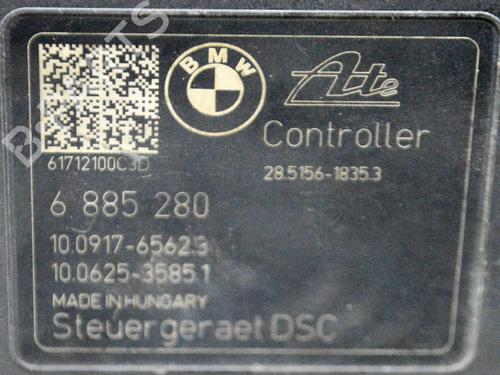 BMW
Ate
Controller
61712100C3D
28.5156-1835.3
6 885 280
10.0917-6562.3
10.0625-3585.1
MADE IN HUNGARY
Steuergeraet DSC